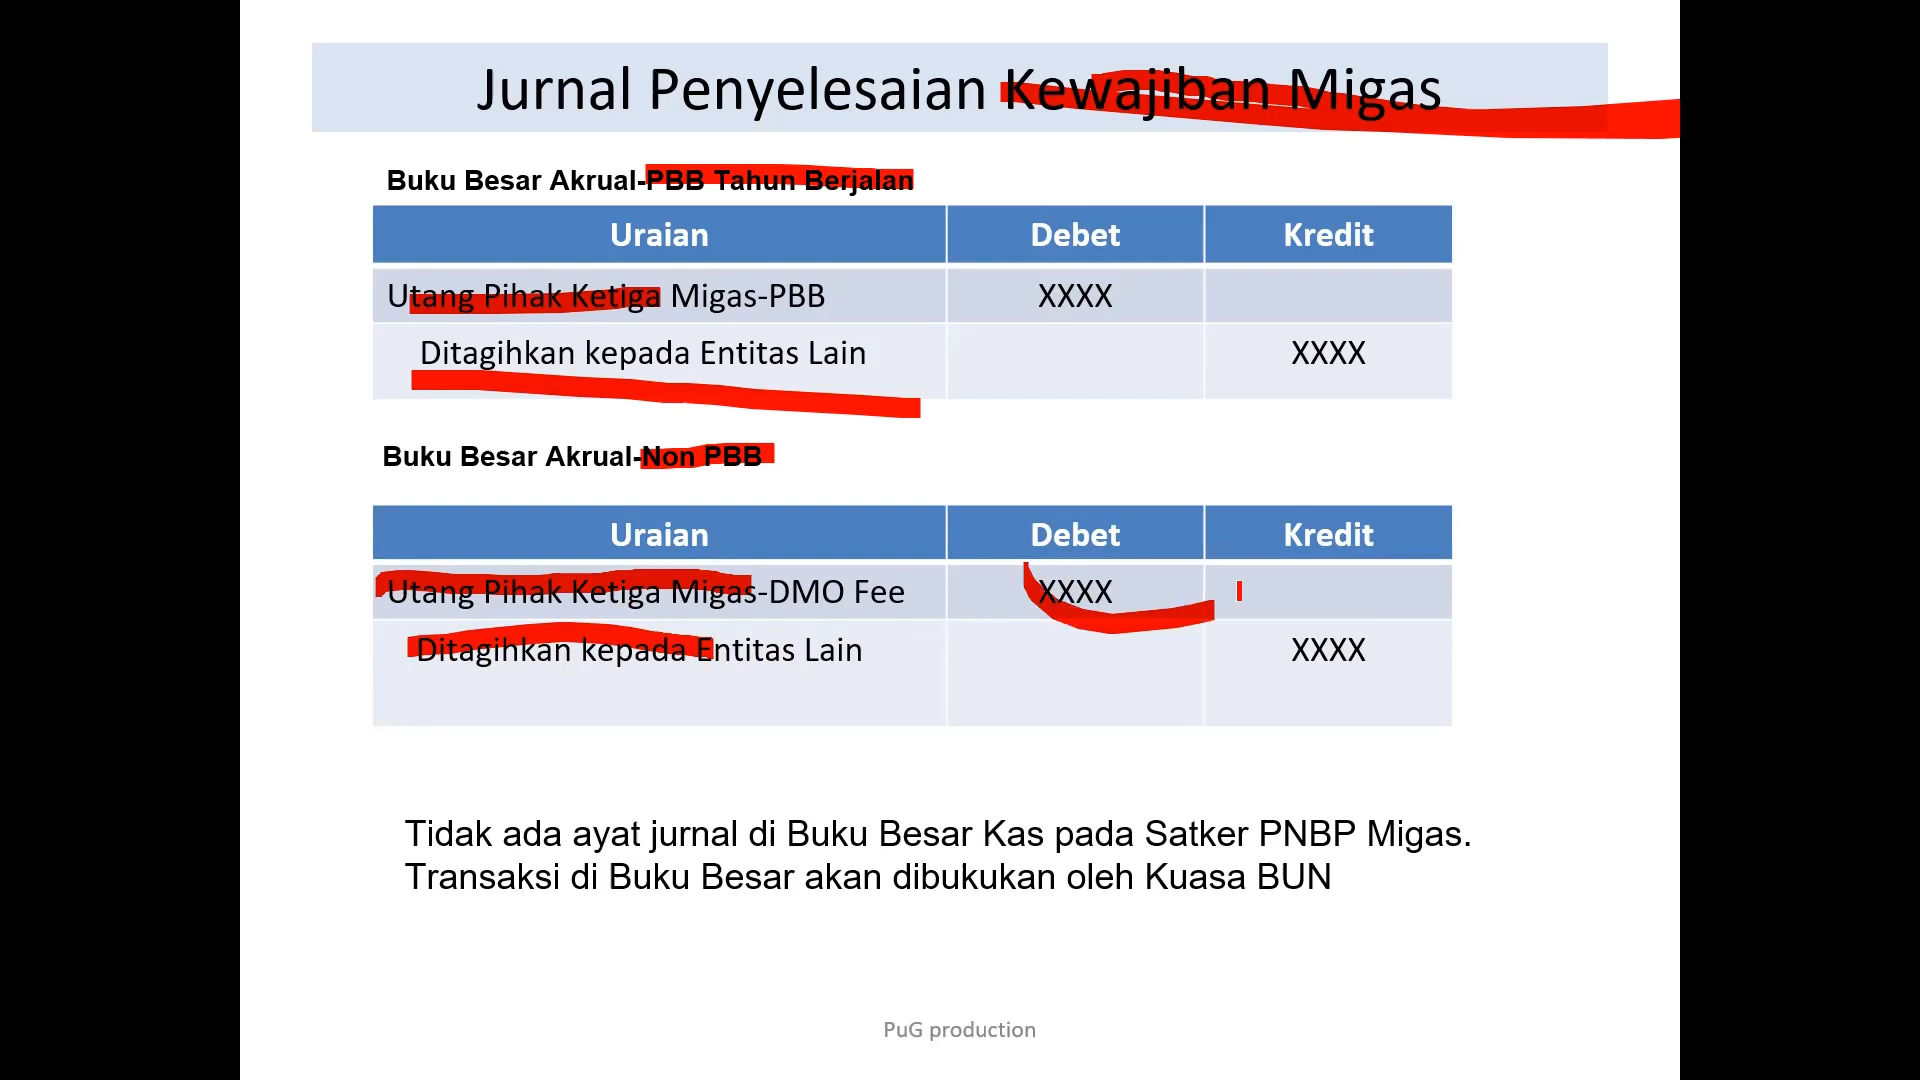 Jurnal Penyelesaian Kewajiban Migas
Buku Besar Akrual-PBB Tahun Berjalan
Uraian Debet Kredit
Utang Pihak Ketiga Migas-PBB XXXX
Ditagihkan kepada Entitas Lain XXXX
Buku Besar Akrual-Non PBB
Uraian Debet Kredit
Utang Pihak Ketiga Migas-DMO Fee XXXX
Ditagihkan kepada Entitas Lain XXXX
Tidak ada ayat jurnal di Buku Besar Kas pada Satker PNBP Migas.
Transaksi di Buku Besar akan dibukukan oleh Kuasa BUN
PuG production